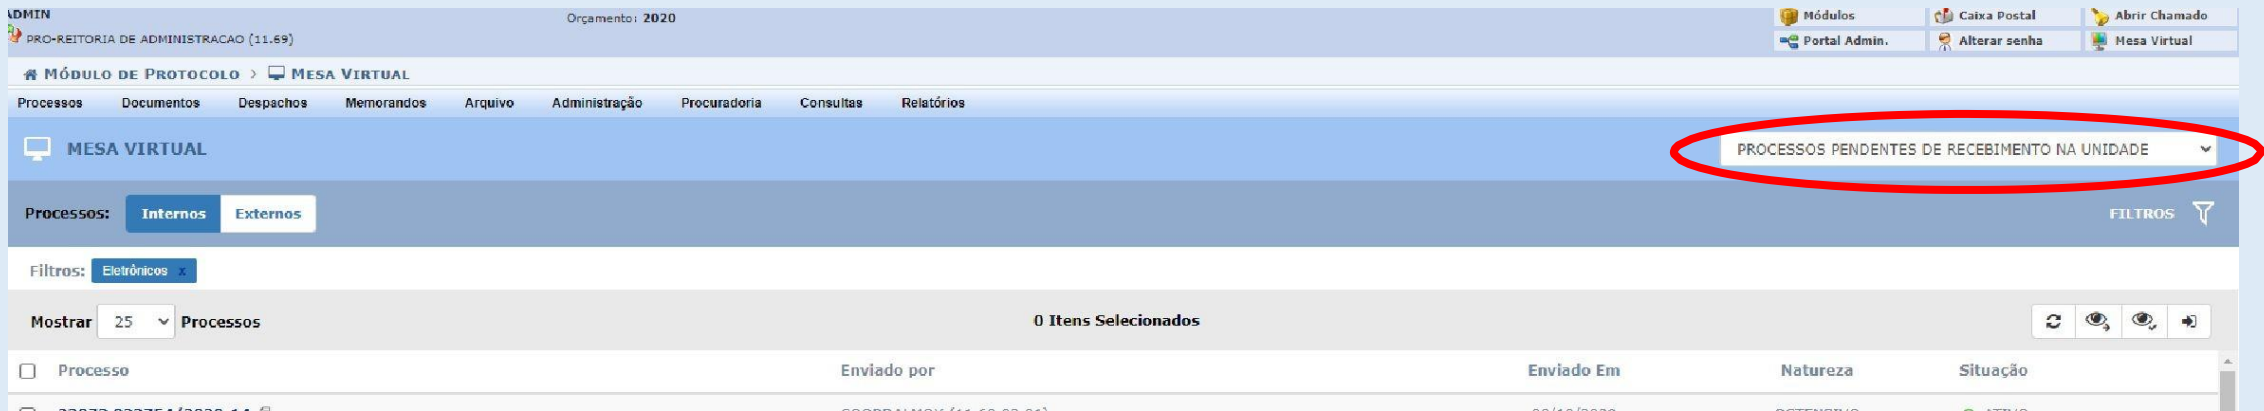 ADMIN
Orçamento: 2020
Módulos
Caixa Postal
Abrir Chamado
PRO-REITORIA DE ADMINISTRACAO (11.69)
Portal Admin.
Alterar senha
Mesa Virtual
MÓDULO DE PROTOCOLO > MESA VIRTUAL
Processos Documentos Despachos Memorandos Arquivo Administração Procuradoria Consultas Relatórios
MESA VIRTUAL
PROCESSOS PENDENTES DE RECEBIMENTO NA UNIDADE
Processos: Internos Externos
FILTROS
Filtros: Eletrônicos x
Mostrar 25 Processos
0 Itens Selecionados
Processo Enviado por Enviado Em Natureza Situação